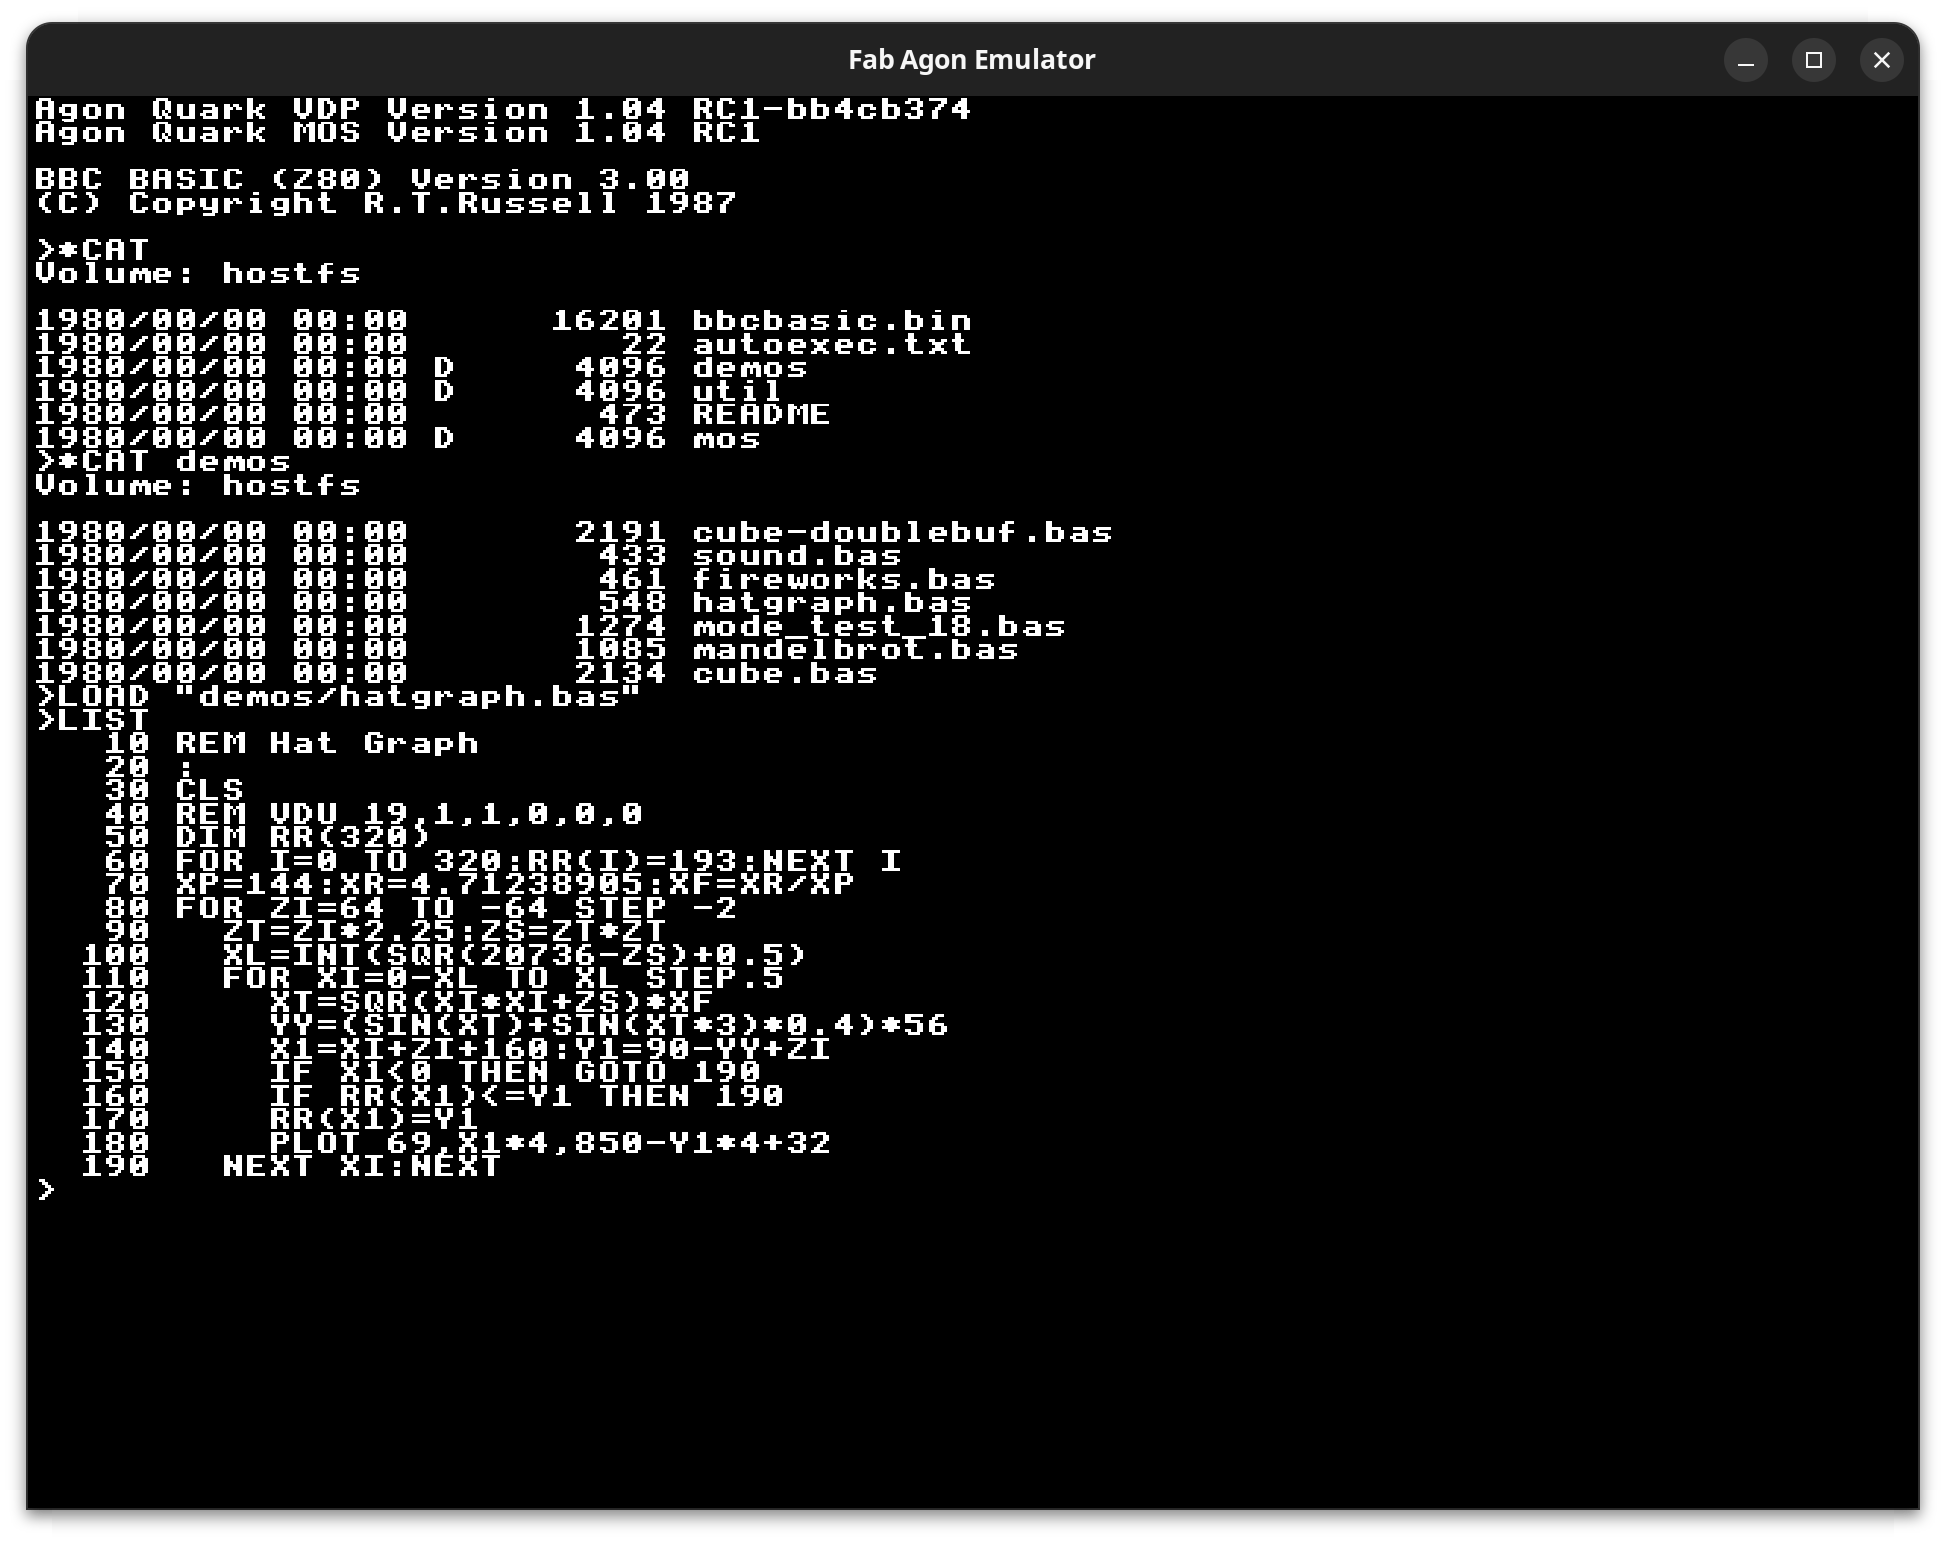 Fab Agon Emulator
Agon Quark VDP Version 1.04 RC1-bb4cb374
Agon Quark MOS Version 1.04 RC1
BBC BASIC (Z80) Version 3.00
(C) Copyright R.T.Russell 1987
>*CAT
Volume: hostfs
1980/00/00 00:00      16201 bbcbasic.bin
1980/00/00 00:00         22 autoexec.txt
1980/00/00 00:00 D     4096 demos
1980/00/00 00:00 D     4096 util
1980/00/00 00:00        473 README
1980/00/00 00:00 D     4096 mos
>*CAT demos
Volume: hostfs
1980/00/00 00:00       2191 cube-doublebuf.bas
1980/00/00 00:00        433 sound.bas
1980/00/00 00:00        461 fireworks.bas
1980/00/00 00:00        548 hatgraph.bas
1980/00/00 00:00       1274 mode_test_18.bas
1980/00/00 00:00       1085 mandelbrot.bas
1980/00/00 00:00       2134 cube.bas
>LOAD "demos/hatgraph.bas"
>LIST
   10 REM Hat Graph
   20 :
   30 CLS
   40 REM VDU 19,1,1,0,0,0
   50 DIM RR(320)
   60 FOR I=0 TO 320:RR(I)=193:NEXT I
   70 XP=144:XR=4.71238905:XF=XR/XP
   80 FOR ZI=64 TO -64 STEP -2
   90   ZT=ZI*2.25:ZS=ZT*ZT
  100   XL=INT(SQR(20736-ZS)+0.5)
  110   FOR XI=0-XL TO XL STEP.5
  120     XT=SQR(XI*XI+ZS)*XF
  130     YY=(SIN(XT)+SIN(XT*3)*0.4)*56
  140     X1=XI+ZI+160:Y1=90-YY+ZI
  150     IF X1<0 THEN GOTO 190
  160     IF RR(X1)<=Y1 THEN 190
  170     RR(X1)=Y1
  180     PLOT 69,X1*4,850-Y1*4+32
  190   NEXT XI:NEXT
>